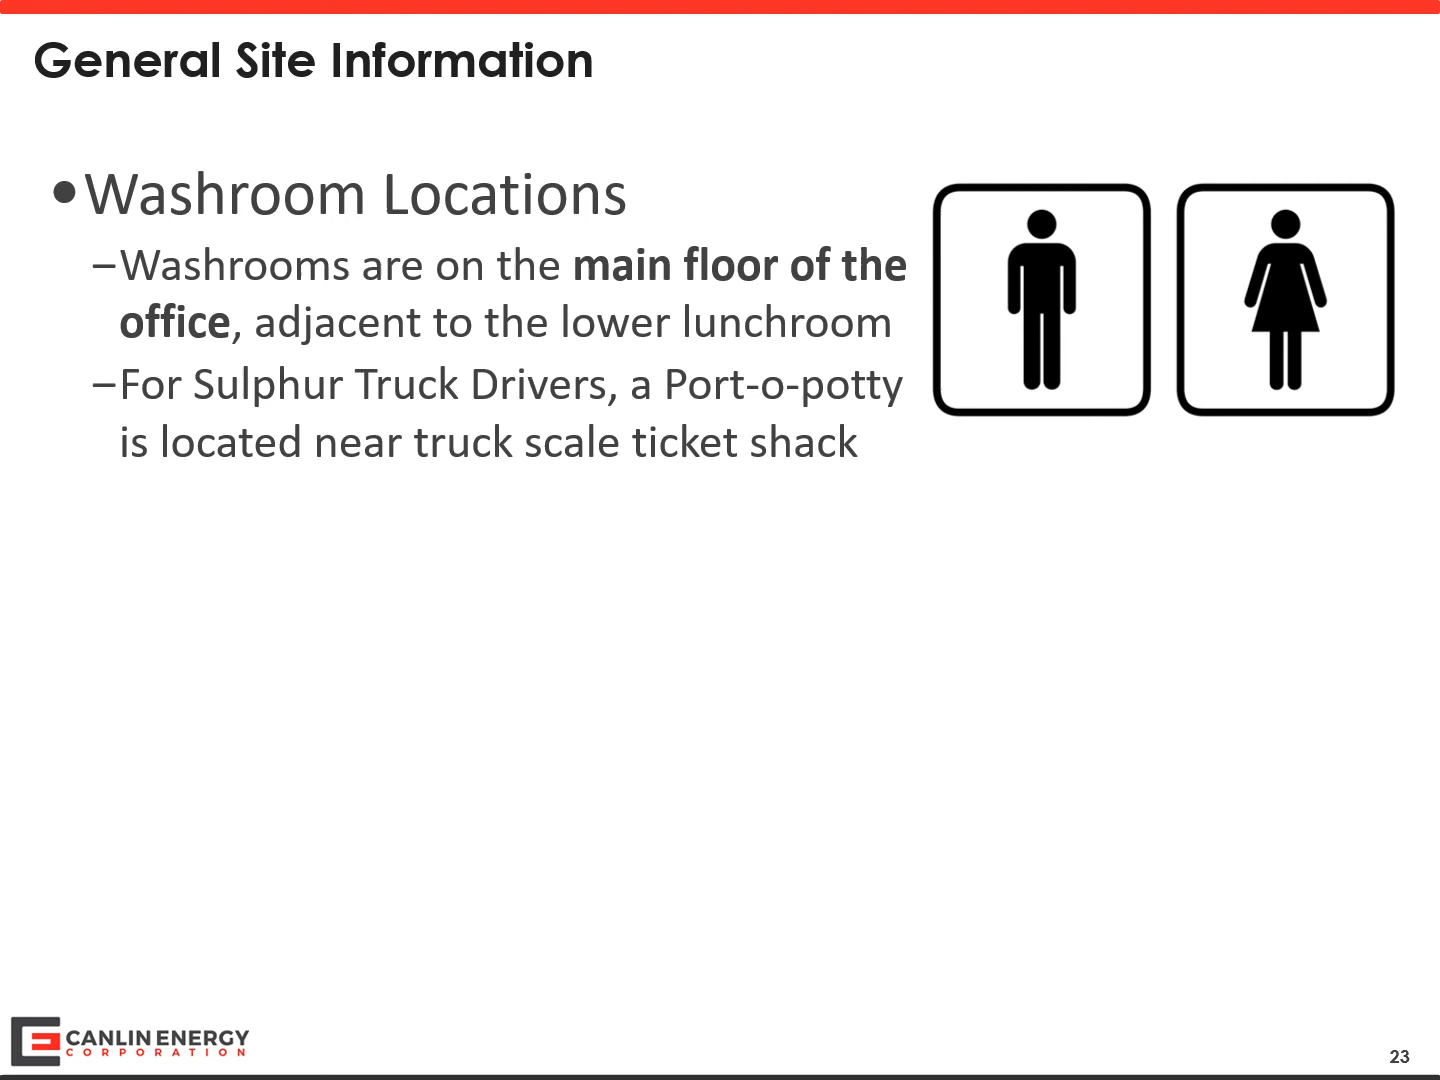 General Site Information
•Washroom Locations
–Washrooms are on the main floor of the
office, adjacent to the lower lunchroom
–For Sulphur Truck Drivers, a Port-o-potty
is located near truck scale ticket shack
CANLIN ENERGY
CORPORATION
23